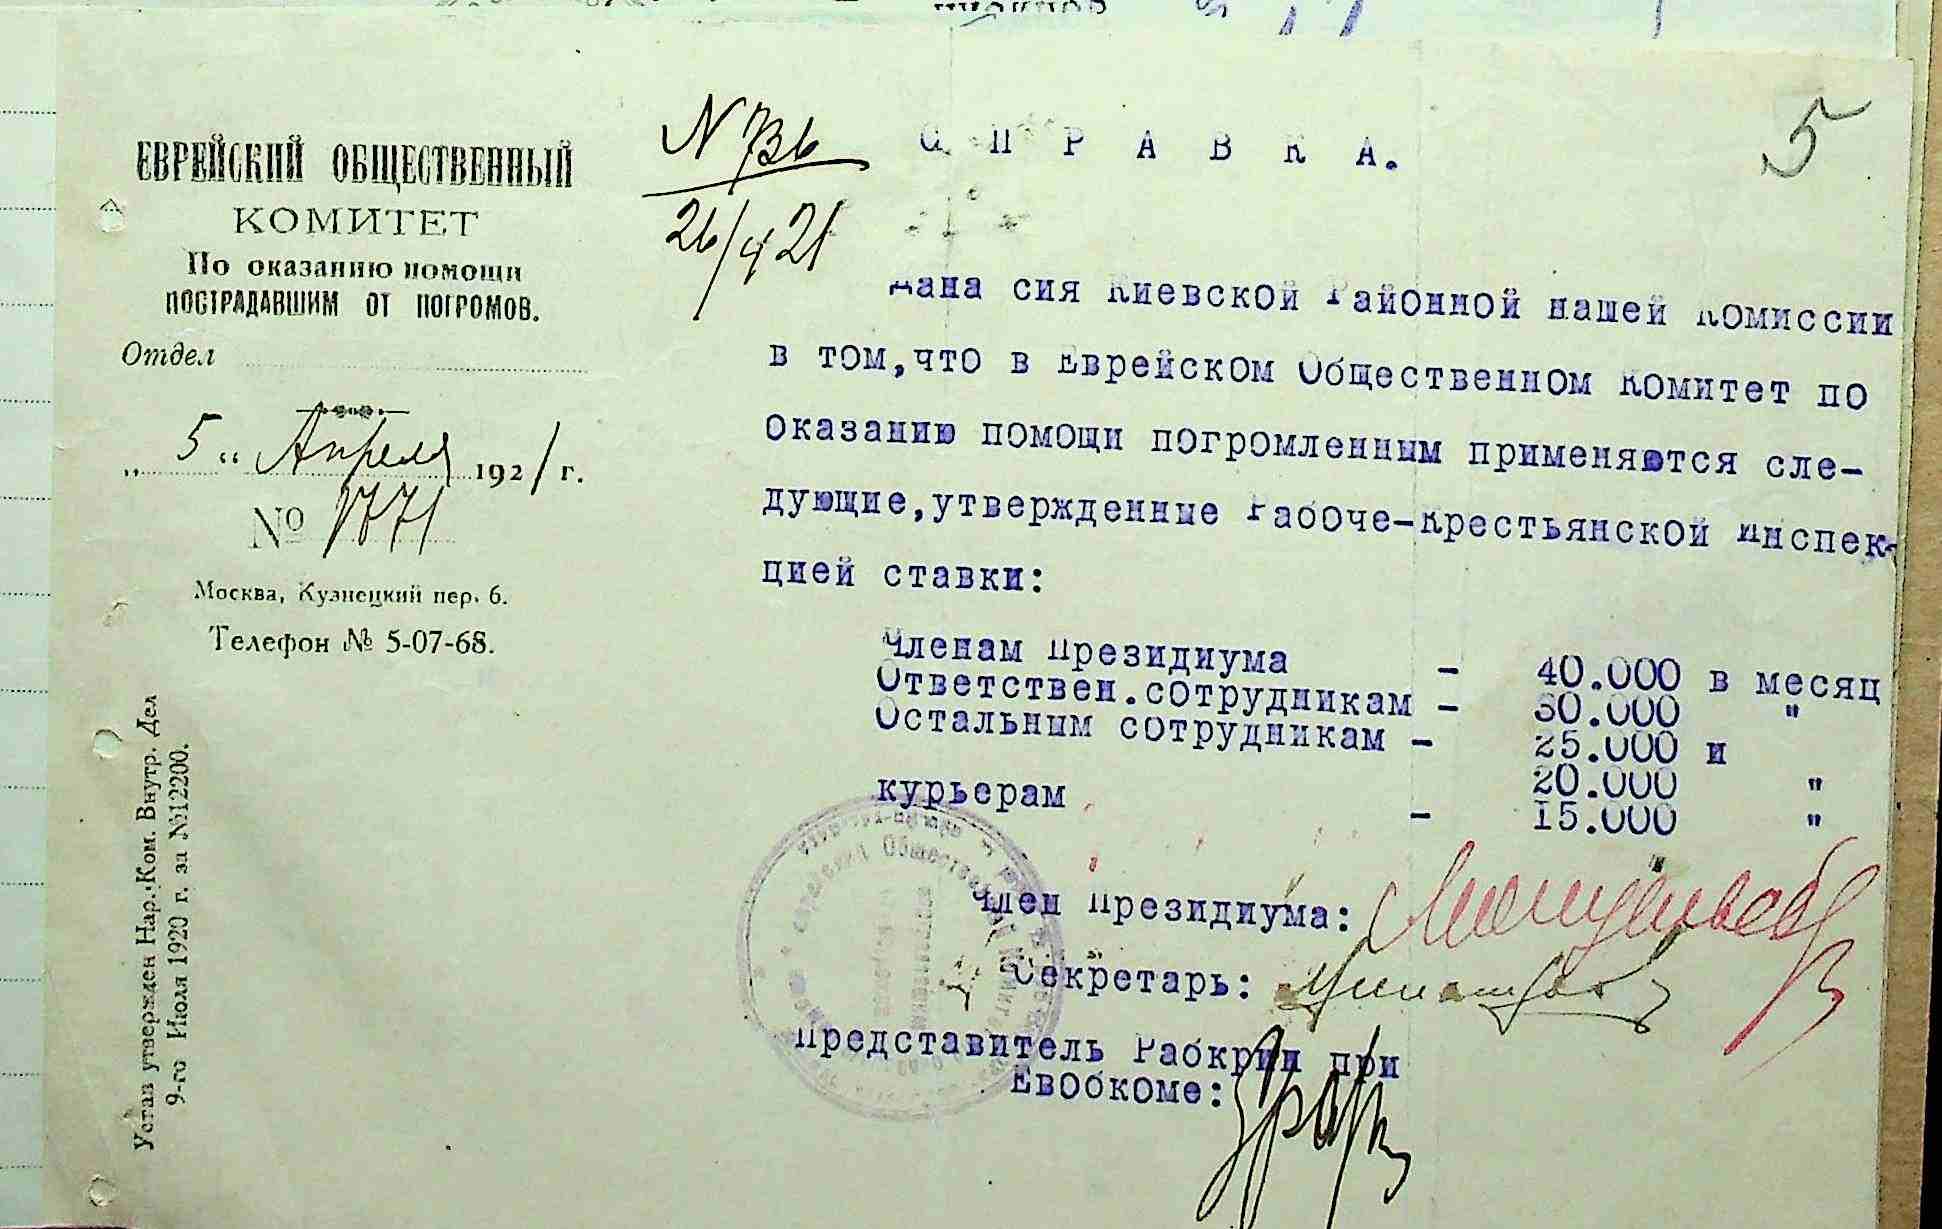 ЕВРЕЙСКИЙ ОБЩЕСТВЕННЫЙ
КОМИТЕТ
По оказанию помощи
ПОСТРАДАВШИМ ОТ ПОГРОМОВ.
Отдел
„ 5 “ Апреля 1921 г.
№ 1771
Москва, Кузнецкий пер. 6.
Телефон № 5-07-68.
Устав утвержден Нар. Ком. Внутр. Дел
9-го Июля 1920 г. за №12200.
N 736
26/4 21
5
СПРАВКА.
Дана сия Киевской Районной нашей Комиссии
в том,что в Еврейском Общественном Комитет по
оказанию помощи погромленным применяются сле-
дующие,утвержденные Рабоче-Крестьянской Инспек-
цией ставки:
Членам Президиума - 40.000 в месяц
Ответствен.сотрудникам - 30.000 "
Остальным сотрудникам - 25.000 и
20.000 "
курьерам - 15.000 "
Член Президиума:
Секретарь:
Представитель Рабкрин при
Евобкоме: